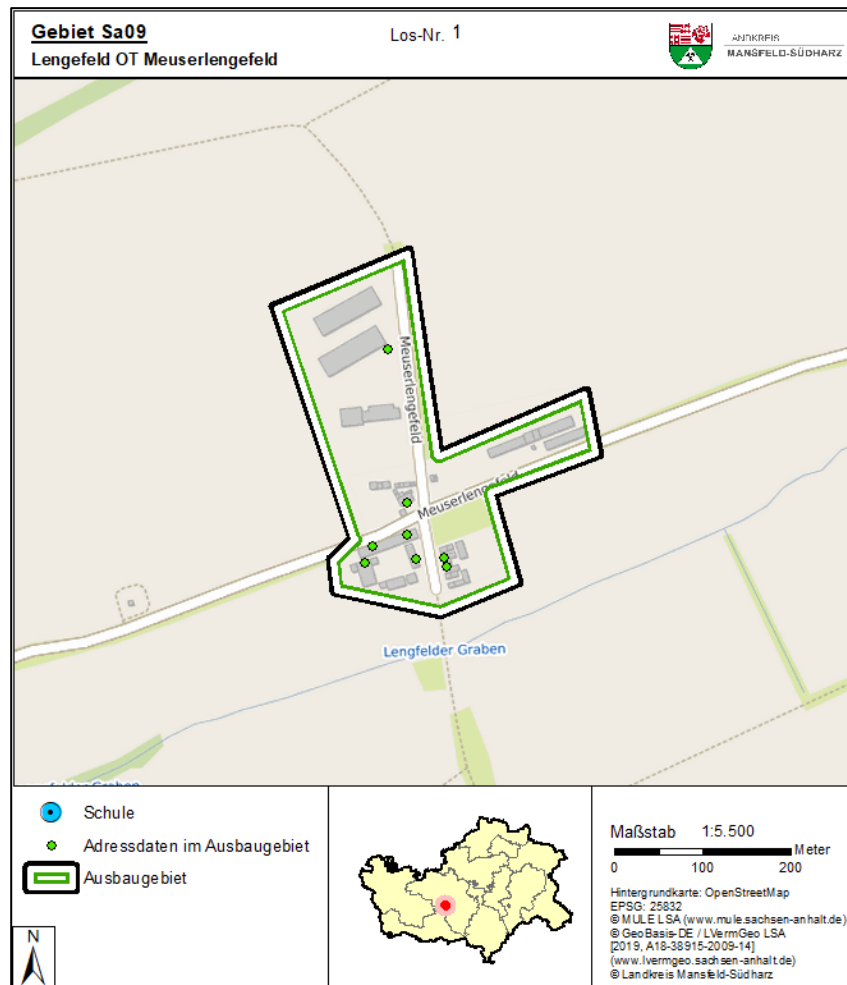 Gebiet Sa09
Los-Nr. 1
Lengefeld OT Meuserlengefeld
ANDKREIS
MANSFELD-SÜDHARZ
Meuserlengefeld
Meuserlengefeld
Lengfelder Graben
Graben
Schule
Adressdaten im Ausbaugebiet
Ausbaugebiet
N
Maßstab 1:5.500
Meter
0 100 200
Hintergrundkarte: OpenStreetMap
EPSG: 25832
© MULE LSA (www.mule.sachsen-anhalt.de)
© GeoBasis-DE / LVermGeo LSA
[2019, A18-38915-2009-14]
(www.lvermgeo.sachsen-anhalt.de)
© Landkreis Mansfeld-Südharz